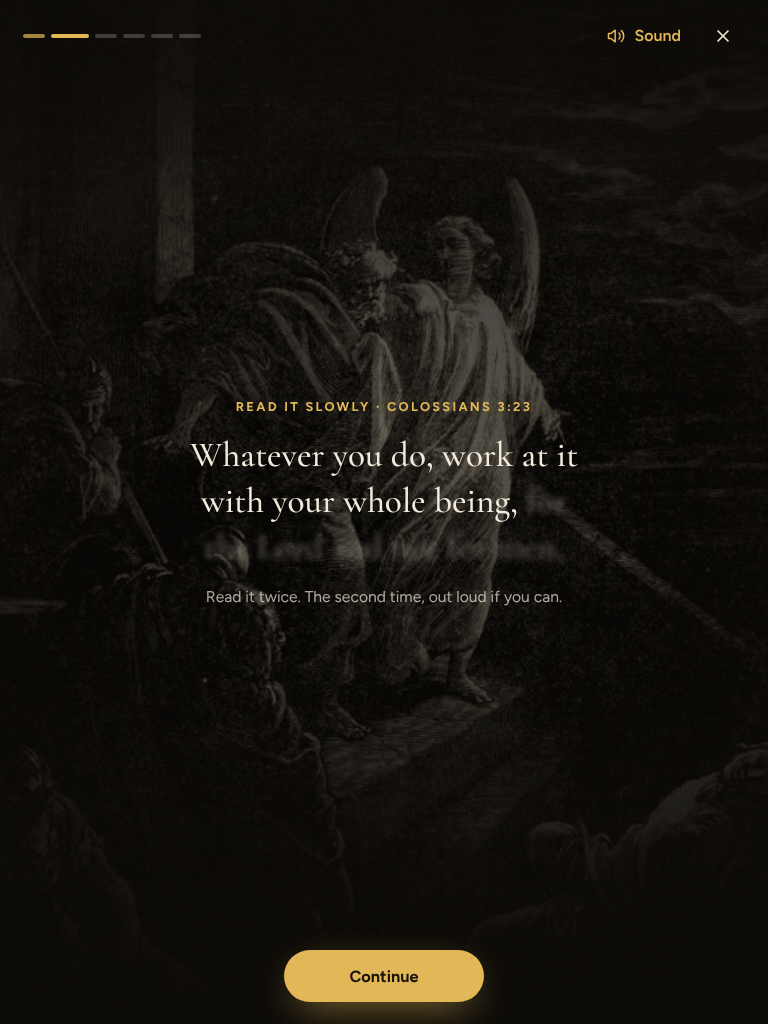 Sound
READ IT SLOWLY · COLOSSIANS 3:23
Whatever you do, work at it
with your whole being,
Read it twice. The second time, out loud if you can.
Continue